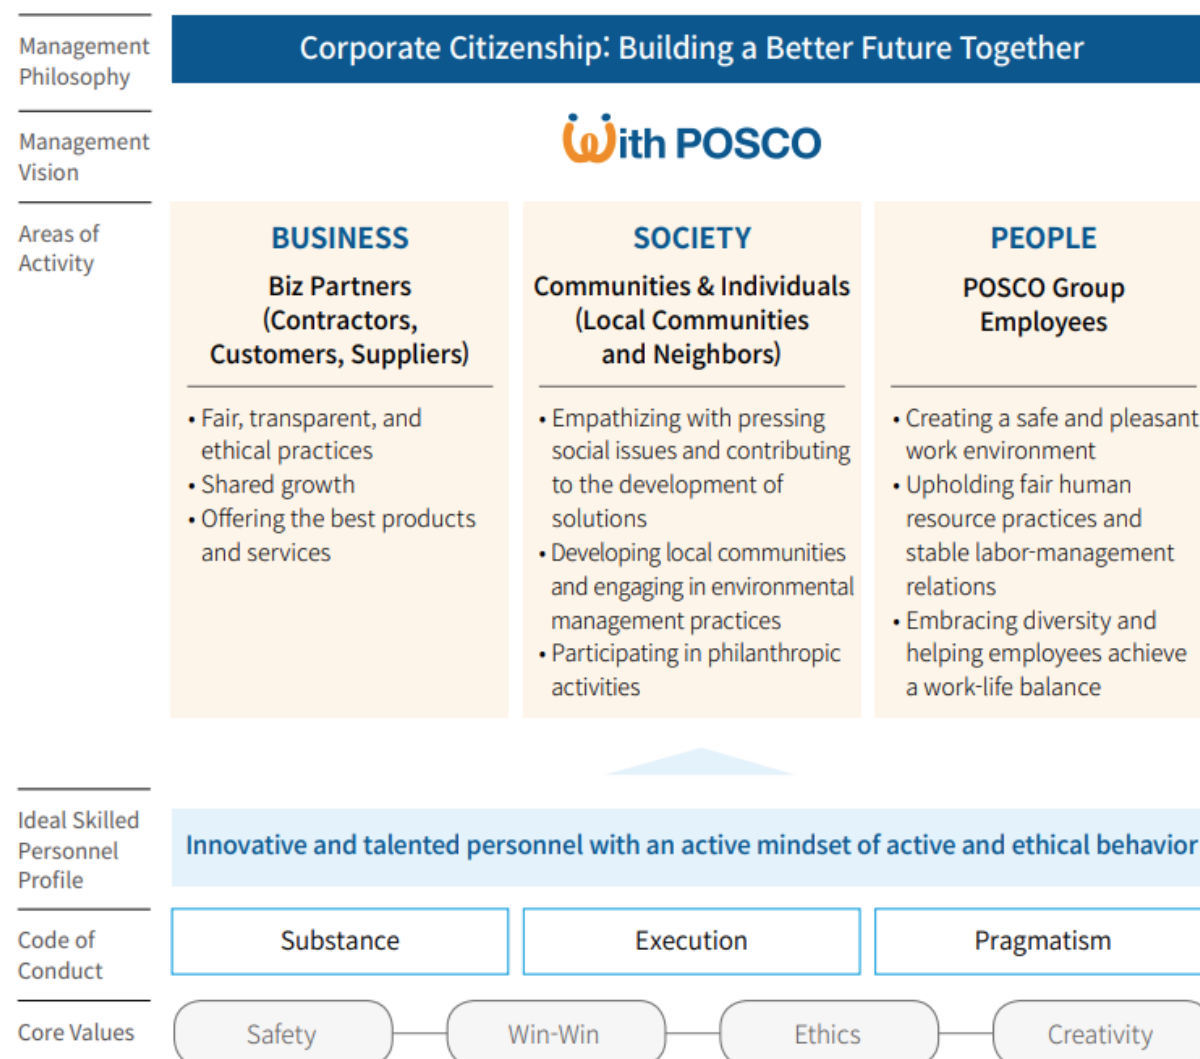 Management
Philosophy
Corporate Citizenship: Building a Better Future Together
Management
Vision
With POSCO
Areas of
Activity
BUSINESS
Biz Partners
(Contractors,
Customers, Suppliers)
• Fair, transparent, and
ethical practices
• Shared growth
• Offering the best products
and services
SOCIETY
Communities & Individuals
(Local Communities
and Neighbors)
• Empathizing with pressing
social issues and contributing
to the development of
solutions
• Developing local communities
and engaging in environmental
management practices
• Participating in philanthropic
activities
PEOPLE
POSCO Group
Employees
• Creating a safe and pleasant
work environment
• Upholding fair human
resource practices and
stable labor-management
relations
• Embracing diversity and
helping employees achieve
a work-life balance
Ideal Skilled
Personnel
Profile
Innovative and talented personnel with an active mindset of active and ethical behavior
Code of
Conduct
Substance
Execution
Pragmatism
Core Values
Safety
Win-Win
Ethics
Creativity